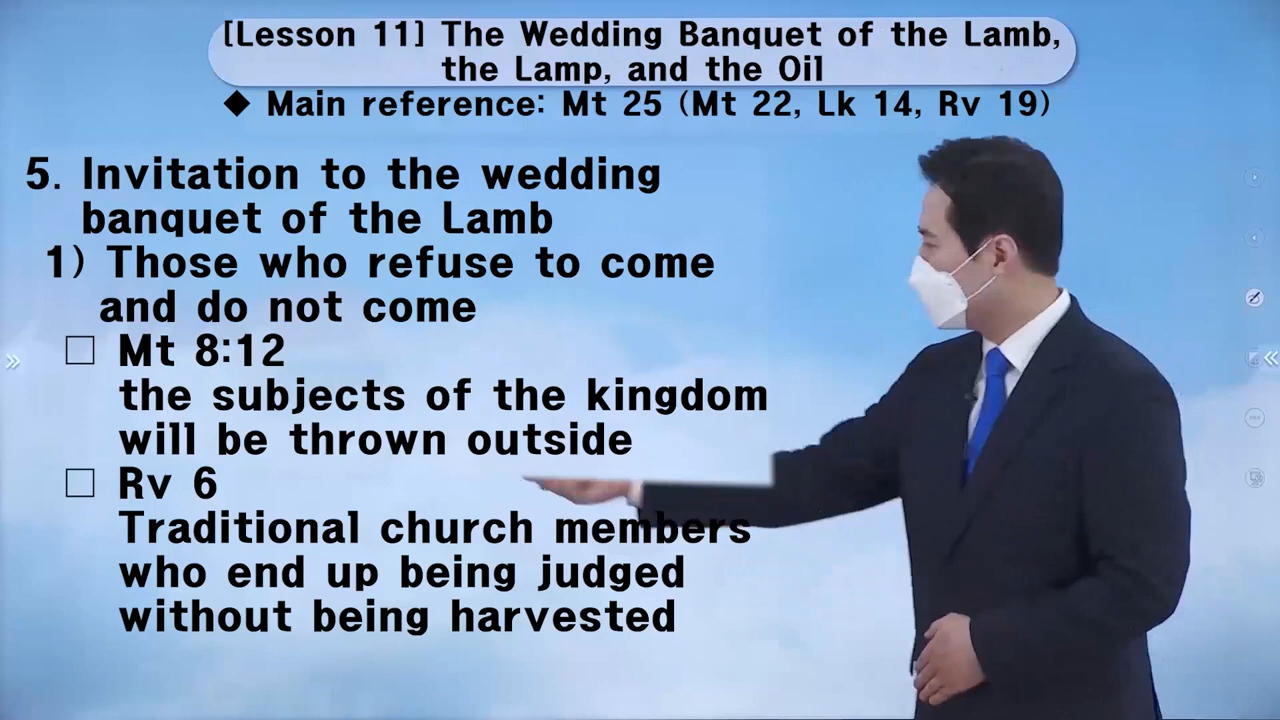 [Lesson 11] The Wedding Banquet of the Lamb,
the Lamp, and the Oil
◆ Main reference: Mt 25 (Mt 22, Lk 14, Rv 19)
5. Invitation to the wedding
banquet of the Lamb
1) Those who refuse to come
and do not come
□ Mt 8:12
the subjects of the kingdom
will be thrown outside
□ Rv 6
Traditional church members
who end up being judged
without being harvested